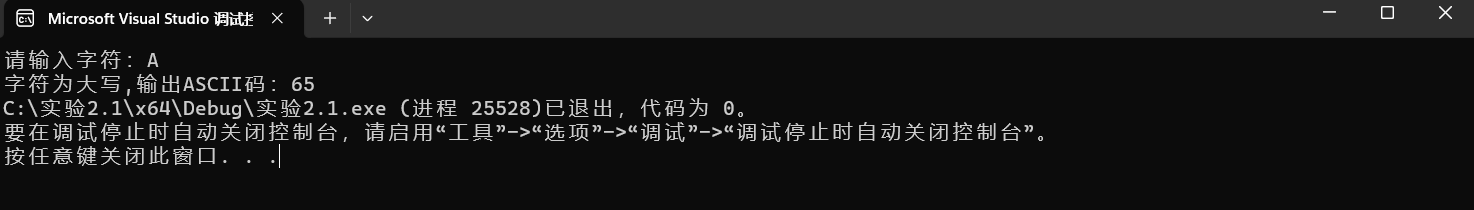 Microsoft Visual Studio 调试控
请输入字符：A
字符为大写,输出ASCII码：65
C:\实验2.1\x64\Debug\实验2.1.exe (进程 25528)已退出，代码为 0。
要在调试停止时自动关闭控制台，请启用“工具”->“选项”->“调试”->“调试停止时自动关闭控制台”。
按任意键关闭此窗口. . .